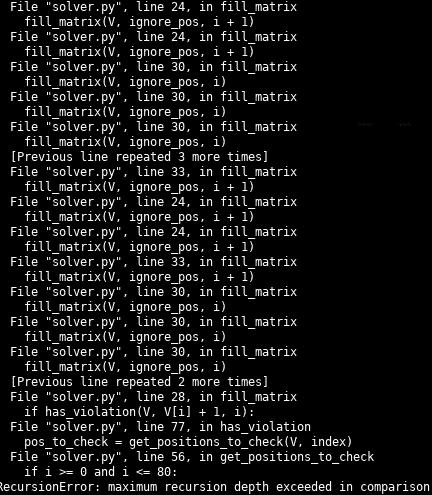 File "solver.py", line 24, in fill_matrix
fill_matrix(V, ignore_pos, i + 1)
File "solver.py", line 24, in fill_matrix
fill_matrix(V, ignore_pos, i + 1)
File "solver.py", line 30, in fill_matrix
fill_matrix(V, ignore_pos, i)
File "solver.py", line 30, in fill_matrix
fill_matrix(V, ignore_pos, i)
File "solver.py", line 30, in fill_matrix
fill_matrix(V, ignore_pos, i)
[Previous line repeated 3 more times]
File "solver.py", line 33, in fill_matrix
fill_matrix(V, ignore_pos, i + 1)
File "solver.py", line 24, in fill_matrix
fill_matrix(V, ignore_pos, i + 1)
File "solver.py", line 24, in fill_matrix
fill_matrix(V, ignore_pos, i + 1)
File "solver.py", line 33, in fill_matrix
fill_matrix(V, ignore_pos, i + 1)
File "solver.py", line 30, in fill_matrix
fill_matrix(V, ignore_pos, i)
File "solver.py", line 30, in fill_matrix
fill_matrix(V, ignore_pos, i)
File "solver.py", line 30, in fill_matrix
fill_matrix(V, ignore_pos, i)
[Previous line repeated 2 more times]
File "solver.py", line 28, in fill_matrix
if has_violation(V, V[i] + 1, i):
File "solver.py", line 77, in has_violation
pos_to_check = get_positions_to_check(V, index)
File "solver.py", line 56, in get_positions_to_check
if i >= 0 and i <= 80:
RecursionError: maximum recursion depth exceeded in comparison